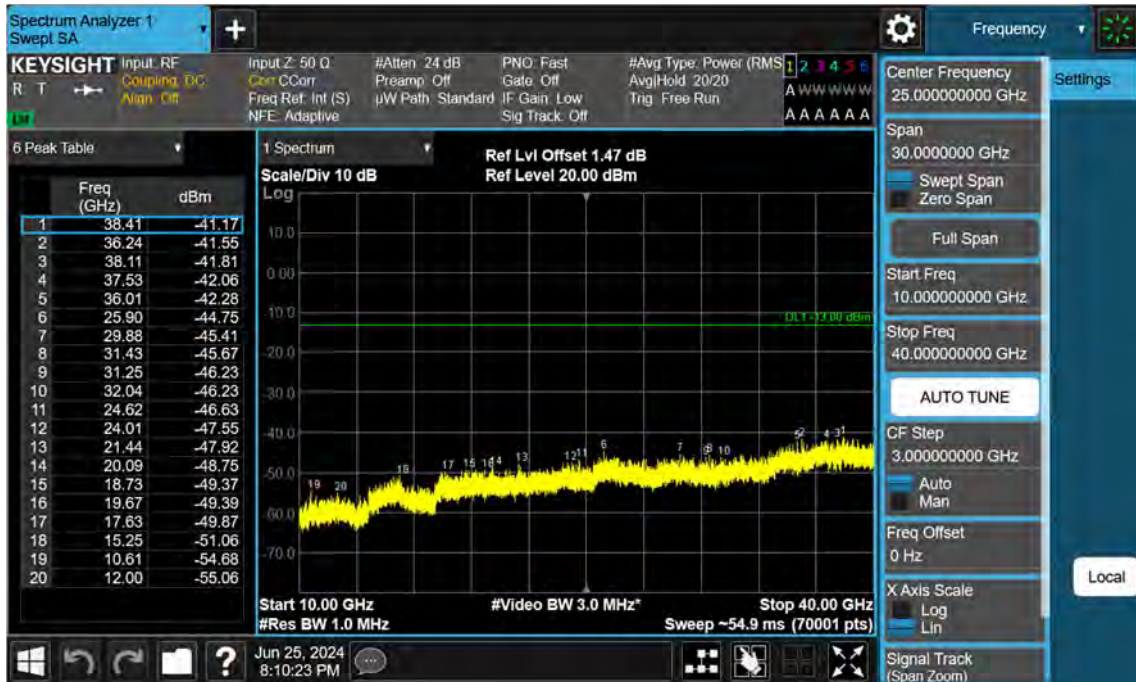 Spectrum Analyzer 1
Swept SA
Frequency
KEYSIGHT
R T
Input: RF
Coupling: DC
Align: Off
Input Z: 50 Ω
Corr CCorr
Freq Ref: Int (S)
NFE: Adaptive
#Atten: 24 dB
Preamp: Off
µW Path: Standard
PNO: Fast
Gate: Off
IF Gain: Low
Sig Track: Off
#Avg Type: Power (RMS
Avg|Hold: 20/20
Trig: Free Run
1 2 3 4 5 6
A W W W W W
A A A A A A
6 Peak Table
Freq (GHz) dBm
1 38.41 -41.17
2 36.24 -41.55
3 38.11 -41.81
4 37.53 -42.06
5 36.01 -42.28
6 25.90 -44.75
7 29.88 -45.41
8 31.43 -45.67
9 31.25 -46.23
10 32.04 -46.23
11 24.62 -46.63
12 24.01 -47.55
13 21.44 -47.92
14 20.09 -48.75
15 18.73 -49.37
16 19.67 -49.39
17 17.63 -49.87
18 15.25 -51.06
19 10.61 -54.68
20 12.00 -55.06
1 Spectrum
Scale/Div 10 dB
Ref Lvl Offset 1.47 dB
Ref Level 20.00 dBm
Log
10.0
0.00
-10.0
DL1 -13.00 dBm
-20.0
-30.0
-40.0
-50.0
-60.0
-70.0
19 20 18 17 15 13 6 7 10
Start 10.00 GHz
#Video BW 3.0 MHz*
Stop 40.00 GHz
#Res BW 1.0 MHz
Sweep ~54.9 ms (70001 pts)
Jun 25, 2024
8:10:23 PM
?
Center Frequency
25.000000000 GHz
Settings
Span
30.0000000 GHz
Swept Span
Zero Span
Full Span
Start Freq
10.000000000 GHz
Stop Freq
40.000000000 GHz
AUTO TUNE
CF Step
3.000000000 GHz
Auto
Man
Freq Offset
0 Hz
X Axis Scale
Log
Lin
Local
Signal Track
(Span Zoom)